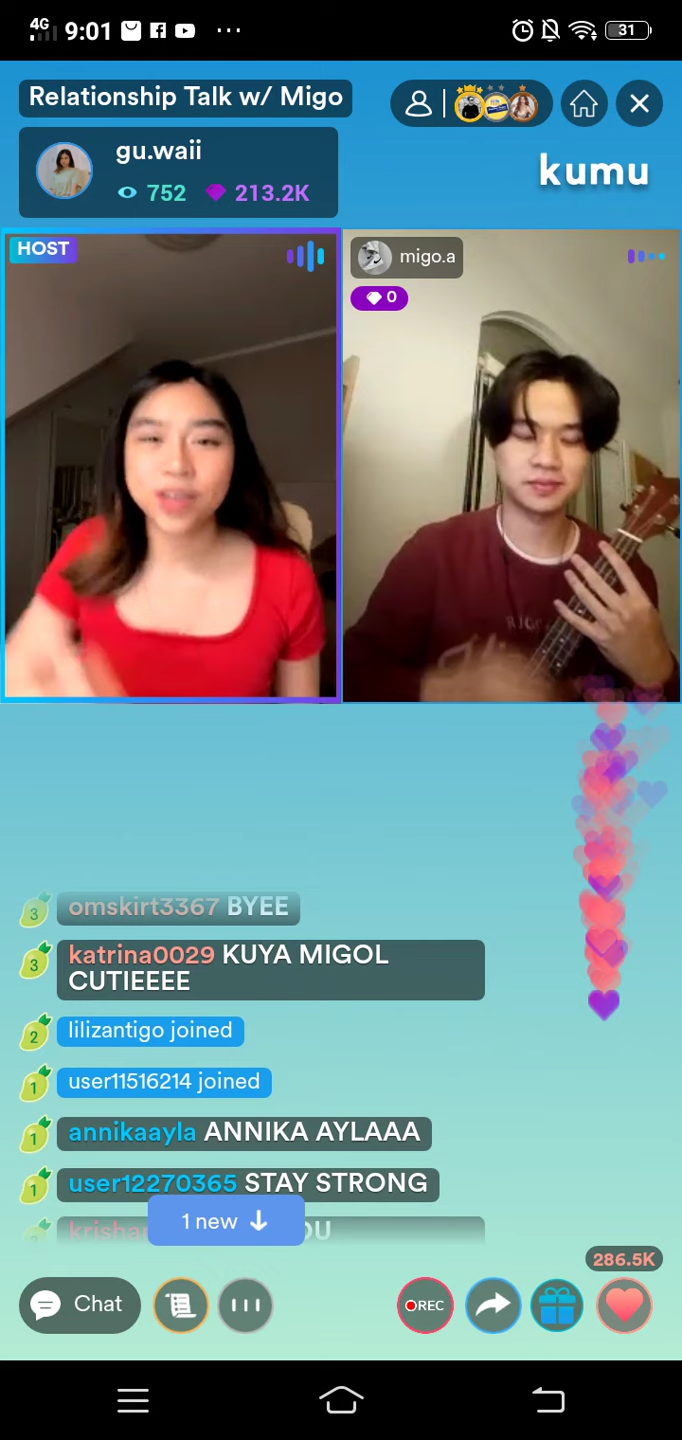 4G 9:01 31
Relationship Talk w/ Migo
gu.waii
752 213.2K
kumu
HOST
migo.a
0
3 omskirt3367 BYEE
3 katrina0029 KUYA MIGOL
CUTIEEEE
2 lilizantigo joined
1 user11516214 joined
1 annikaayla ANNIKA AYLAAA
1 user12270365 STAY STRONG
1 new
286.5K
Chat
REC